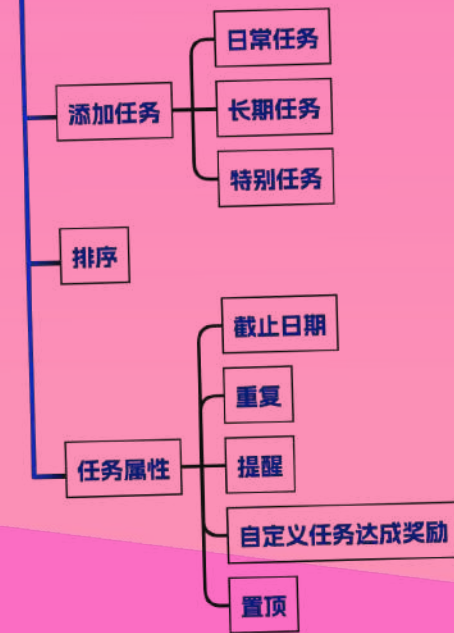 添加任务
日常任务
长期任务
特别任务
排序
任务属性
截止日期
重复
提醒
自定义任务达成奖励
置顶